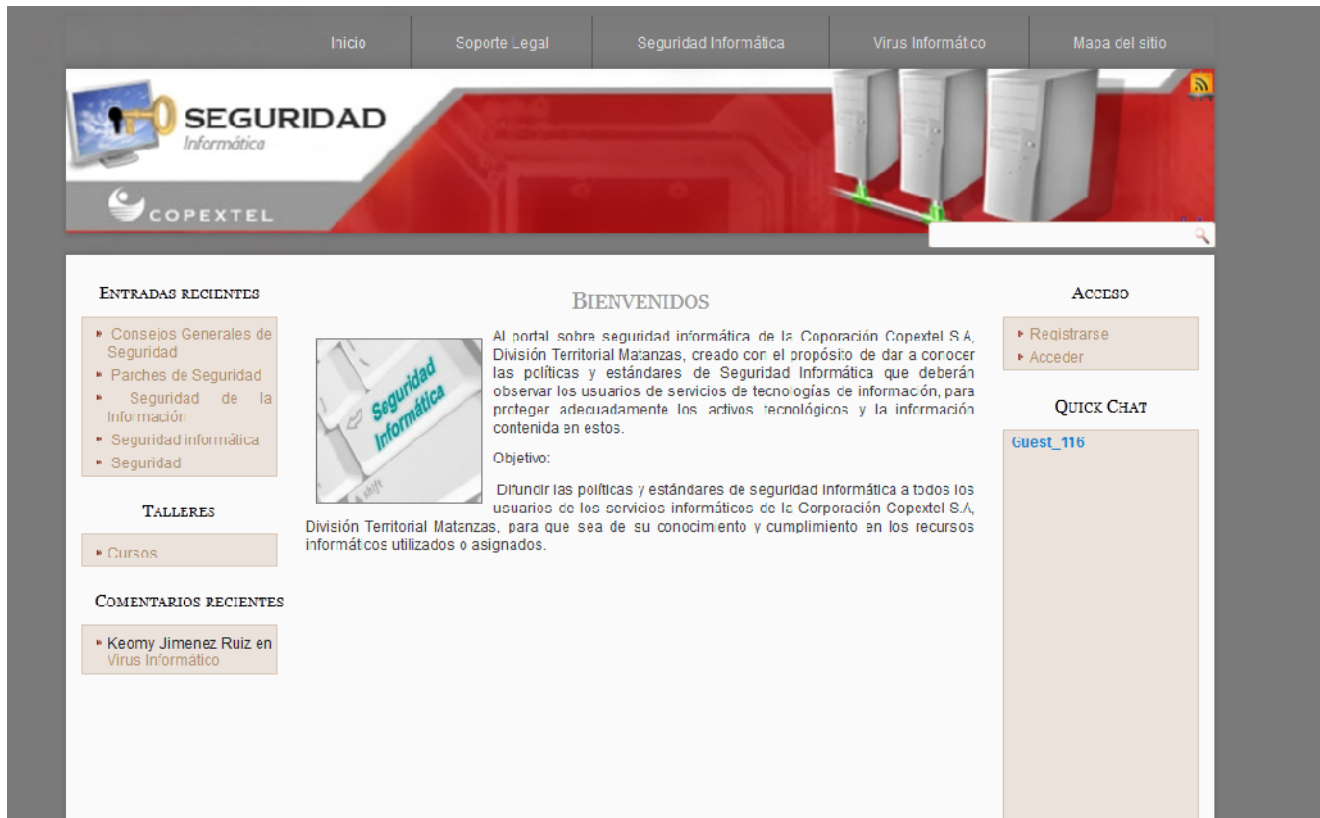 Inicio
Soporte Legal
Seguridad Informática
Virus Informático
Mapa del sitio
SEGURIDAD
Informática
COPEXTEL
ENTRADAS RECIENTES
Consejos Generales de
Seguridad
Parches de Seguridad
Seguridad de la
Información
Seguridad informática
Seguridad
TALLERES
Cursos
COMENTARIOS RECIENTES
Keomy Jimenez Ruiz en
Virus Informático
BIENVENIDOS
Seguridad
Informática
shift
Al portal sobre seguridad informática de la Coporación Copextel S.A,
División Territorial Matanzas, creado con el propósito de dar a conocer
las políticas y estándares de Seguridad Informática que deberán
observar los usuarios de servicios de tecnologías de información, para
proteger adecuadamente los activos tecnológicos y la información
contenida en estos.
Objetivo:
Difundir las políticas y estándares de seguridad informática a todos los
usuarios de los servicios informáticos de la Corporación Copextel S.A,
División Territorial Matanzas, para que sea de su conocimiento y cumplimiento en los recursos
informáticos utilizados o asignados.
ACCESO
Registrarse
Acceder
QUICK CHAT
Guest_116